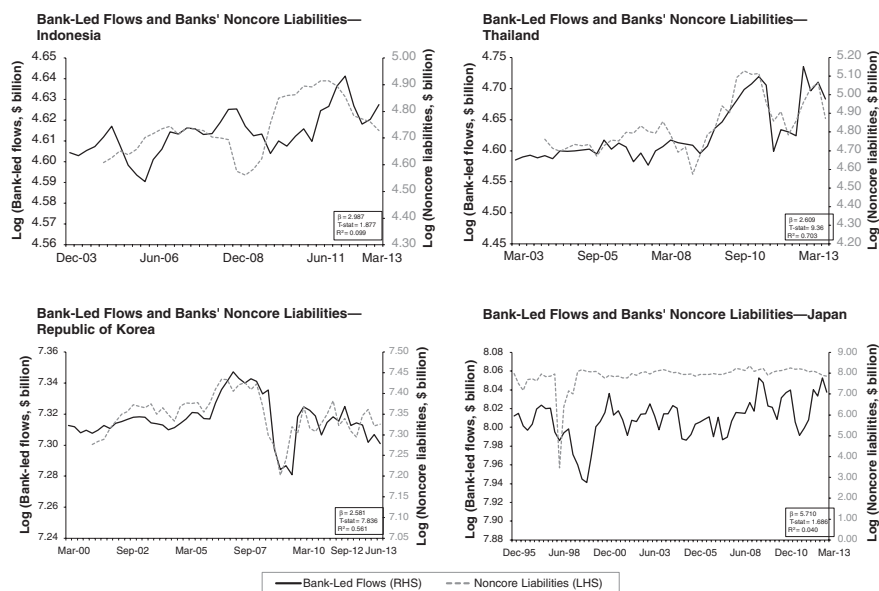 Bank-Led Flows and Banks' Noncore Liabilities—
Indonesia
Log (Bank-led flows, $ billion)
4.65
4.64
4.63
4.62
4.60
4.59
4.58
4.57
4.56
5.00
4.90
4.80
4.70
4.60
4.50
4.40
4.30
Log (Noncore liabilities, $ billion)
β = 2.987
T-stat = 1.877
R² = 0.099
Dec-03 Jun-06 Dec-08 Jun-11 Mar-13
Bank-Led Flows and Banks' Noncore Liabilities—
Thailand
Log (Bank-led flows, $ billion)
4.75
4.70
4.65
4.60
4.55
4.50
4.45
5.20
5.10
5.00
4.90
4.80
4.70
4.60
4.50
4.40
4.30
4.20
Log (Noncore liabilities, $ billion)
β = 2.609
T-stat = 9.36
R² = 0.703
Mar-03 Sep-05 Mar-08 Sep-10 Mar-13
Bank-Led Flows and Banks' Noncore Liabilities—
Republic of Korea
Log (Bank-led flows, $ billion)
7.36
7.34
7.32
7.30
7.28
7.26
7.24
7.50
7.45
7.40
7.35
7.30
7.25
7.20
7.15
7.10
7.05
Log (Noncore liabilities, $ billion)
β = 2.581
T-stat = 7.836
R² = 0.561
Mar-00 Sep-02 Mar-05 Sep-07 Mar-10 Sep-12 Jun-13
Bank-Led Flows and Banks' Noncore Liabilities—Japan
Log (Bank-led flows, $ billion)
8.08
8.06
8.04
8.02
8.00
7.98
7.96
7.94
7.92
7.90
7.88
9.00
8.00
7.00
6.00
5.00
4.00
3.00
2.00
1.00
0.00
Log (Noncore liabilities, $ billion)
β = 5.710
T-stat = 1.686
R² = 0.040
Dec-95 Jun-98 Dec-00 Jun-03 Dec-05 Jun-08 Dec-10 Mar-13
Bank-Led Flows (RHS) Noncore Liabilities (LHS)